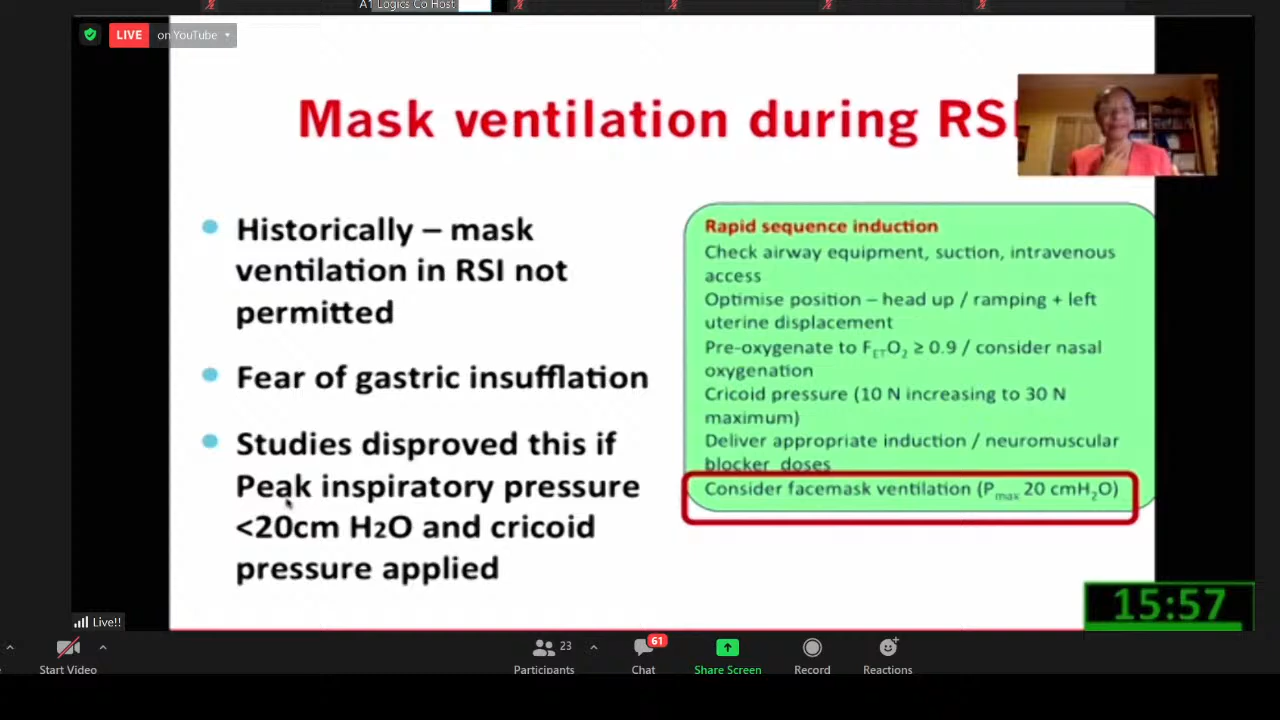 A1 Logics Co Host
LIVE
on YouTube
Mask ventilation during RSI
Historically – mask
ventilation in RSI not
permitted
Fear of gastric insufflation
Studies disproved this if
Peak inspiratory pressure
<20cm H2O and cricoid
pressure applied
Rapid sequence induction
Check airway equipment, suction, intravenous
access
Optimise position – head up / ramping + left
uterine displacement
Pre-oxygenate to FETO2 ≥ 0.9 / consider nasal
oxygenation
Cricoid pressure (10 N increasing to 30 N
maximum)
Deliver appropriate induction / neuromuscular
blocker doses
Consider facemask ventilation (Pmax 20 cmH2O)
15:57
Live!!
Start Video
23
Participants
61
Chat
Share Screen
Record
Reactions